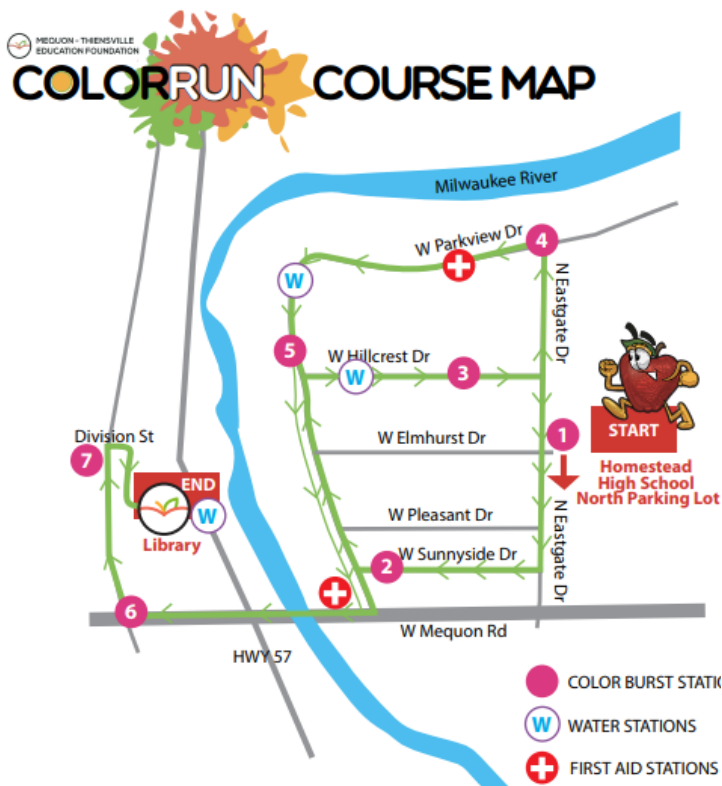 MEQUON - THIENSVILLE
EDUCATION FOUNDATION
COLORRUN COURSE MAP
Milwaukee River
W Parkview Dr
4
W
N Eastgate Dr
5
W Hillcrest Dr
W
3
1
START
W Elmhurst Dr
Homestead
High School
North Parking Lot
Division St
7
END
W
Library
W Pleasant Dr
N Eastgate Dr
W Sunnyside Dr
2
6
W Mequon Rd
HWY 57
COLOR BURST STATIO
W
WATER STATIONS
FIRST AID STATIONS